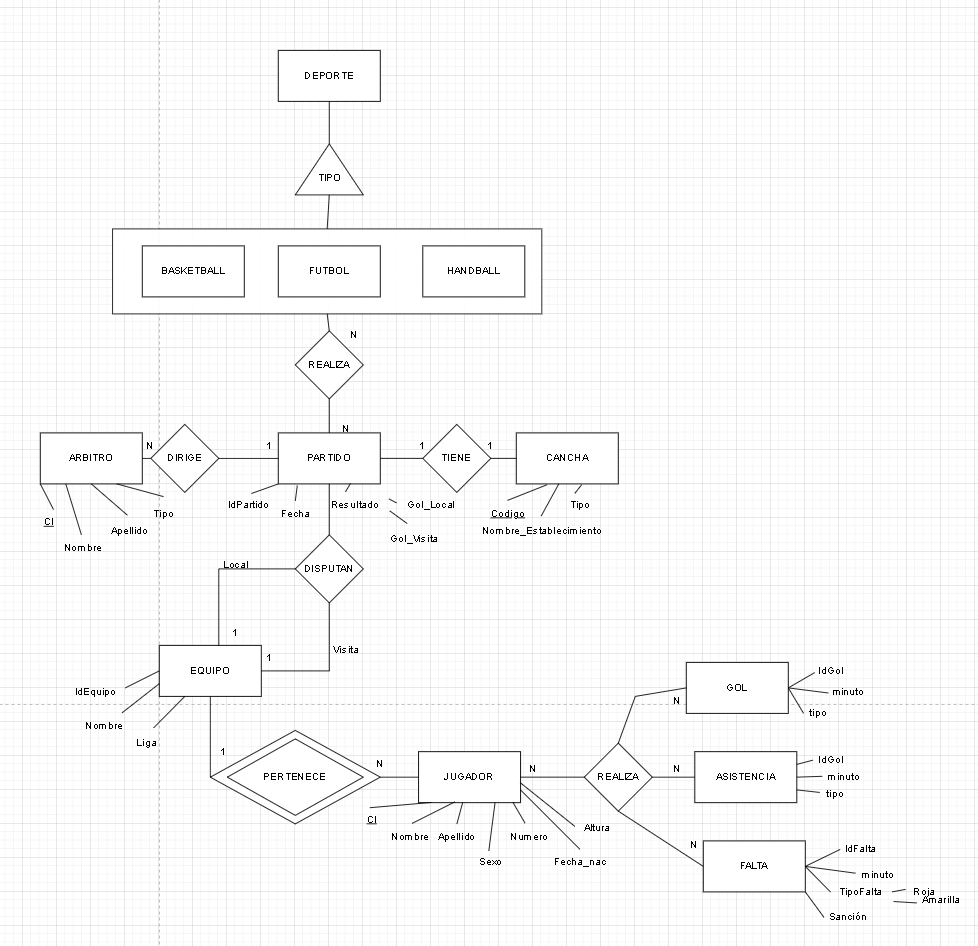 DEPORTE
TIPO
BASKETBALL
FUTBOL
HANDBALL
N
REALIZA
N
ARBITRO
N
DIRIGE
1
PARTIDO
1
TIENE
1
CANCHA
CI
Nombre
Apellido
Tipo
IdPartido
Fecha
Resultado
Gol_Local
Gol_Visita
Codigo
Nombre_Establecimiento
Tipo
Local
DISPUTAN
1
Visita
1
EQUIPO
IdEquipo
Nombre
Liga
1
PERTENECE
N
JUGADOR
N
REALIZA
CI
Nombre
Apellido
Sexo
Numero
Fecha_nac
Altura
N
GOL
IdGol
minuto
tipo
N
ASISTENCIA
IdGol
minuto
tipo
N
FALTA
IdFalta
minuto
TipoFalta
Roja
Amarilla
Sanción